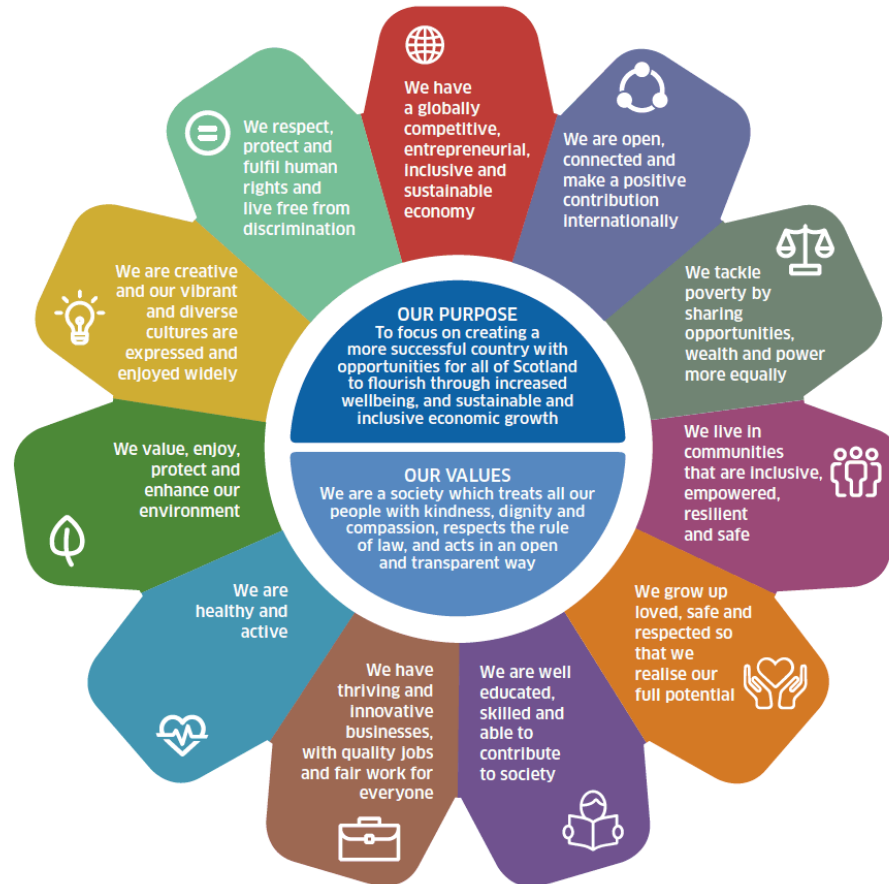 We have
a globally
competitive,
entrepreneurial,
inclusive and
sustainable
economy
We are open,
connected and
make a positive
contribution
internationally
We tackle
poverty by
sharing
opportunities,
wealth and power
more equally
We live in
communities
that are inclusive,
empowered,
resilient
and safe
We grow up
loved, safe and
respected so
that we
realise our
full potential
We are well
educated,
skilled and
able to
contribute
to society
We have
thriving and
innovative
businesses,
with quality jobs
and fair work for
everyone
We are
healthy and
active
We value, enjoy,
protect and
enhance our
environment
We are creative
and our vibrant
and diverse
cultures are
expressed and
enjoyed widely
We respect,
protect and
fulfil human
rights and
live free from
discrimination
OUR PURPOSE
To focus on creating a
more successful country with
opportunities for all of Scotland
to flourish through increased
wellbeing, and sustainable and
inclusive economic growth
OUR VALUES
We are a society which treats all our
people with kindness, dignity and
compassion, respects the rule
of law, and acts in an open
and transparent way